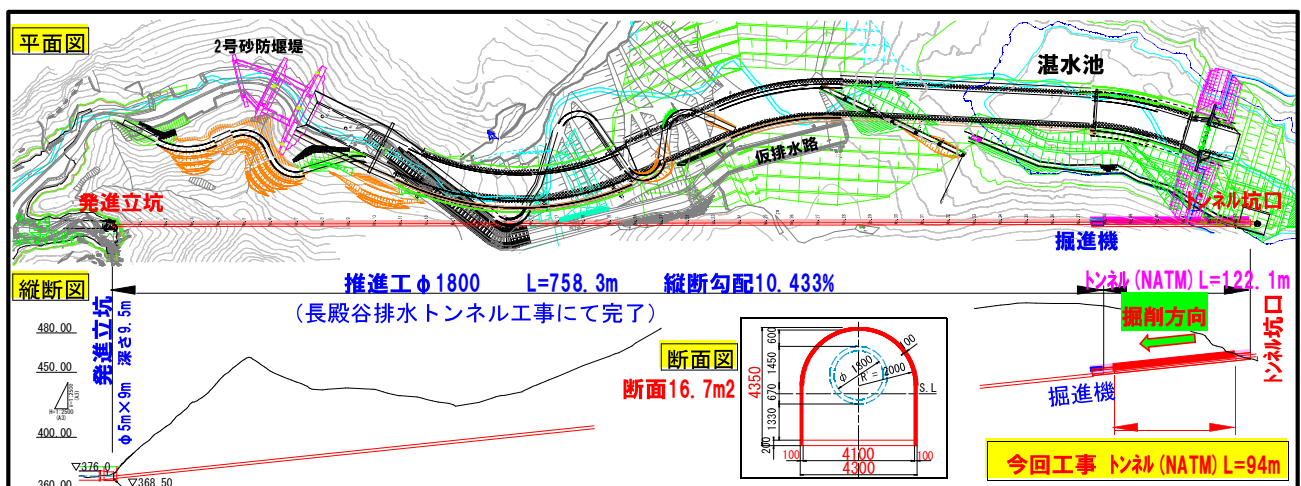 平面図
2号砂防堰堤
湛水池
仮排水路
発進立坑
トンネル坑口
掘進機
縦断図
推進工φ1800 L=758.3m 縦断勾配10.433%
(長殿谷排水トンネル工事にて完了)
トンネル(NATM)L=122.1m
掘削方向
トンネル坑口
発進立坑
φ5m×9m 深さ9.5m
480.00
450.00
400.00
360.00
▽376.0
▽368.50
断面図
断面16.7m2
600
1450
670
1330
200
4350
100
φ1800
R=2000
S.L
100
4100
100
4300
掘進機
今回工事 トンネル(NATM)L=94m